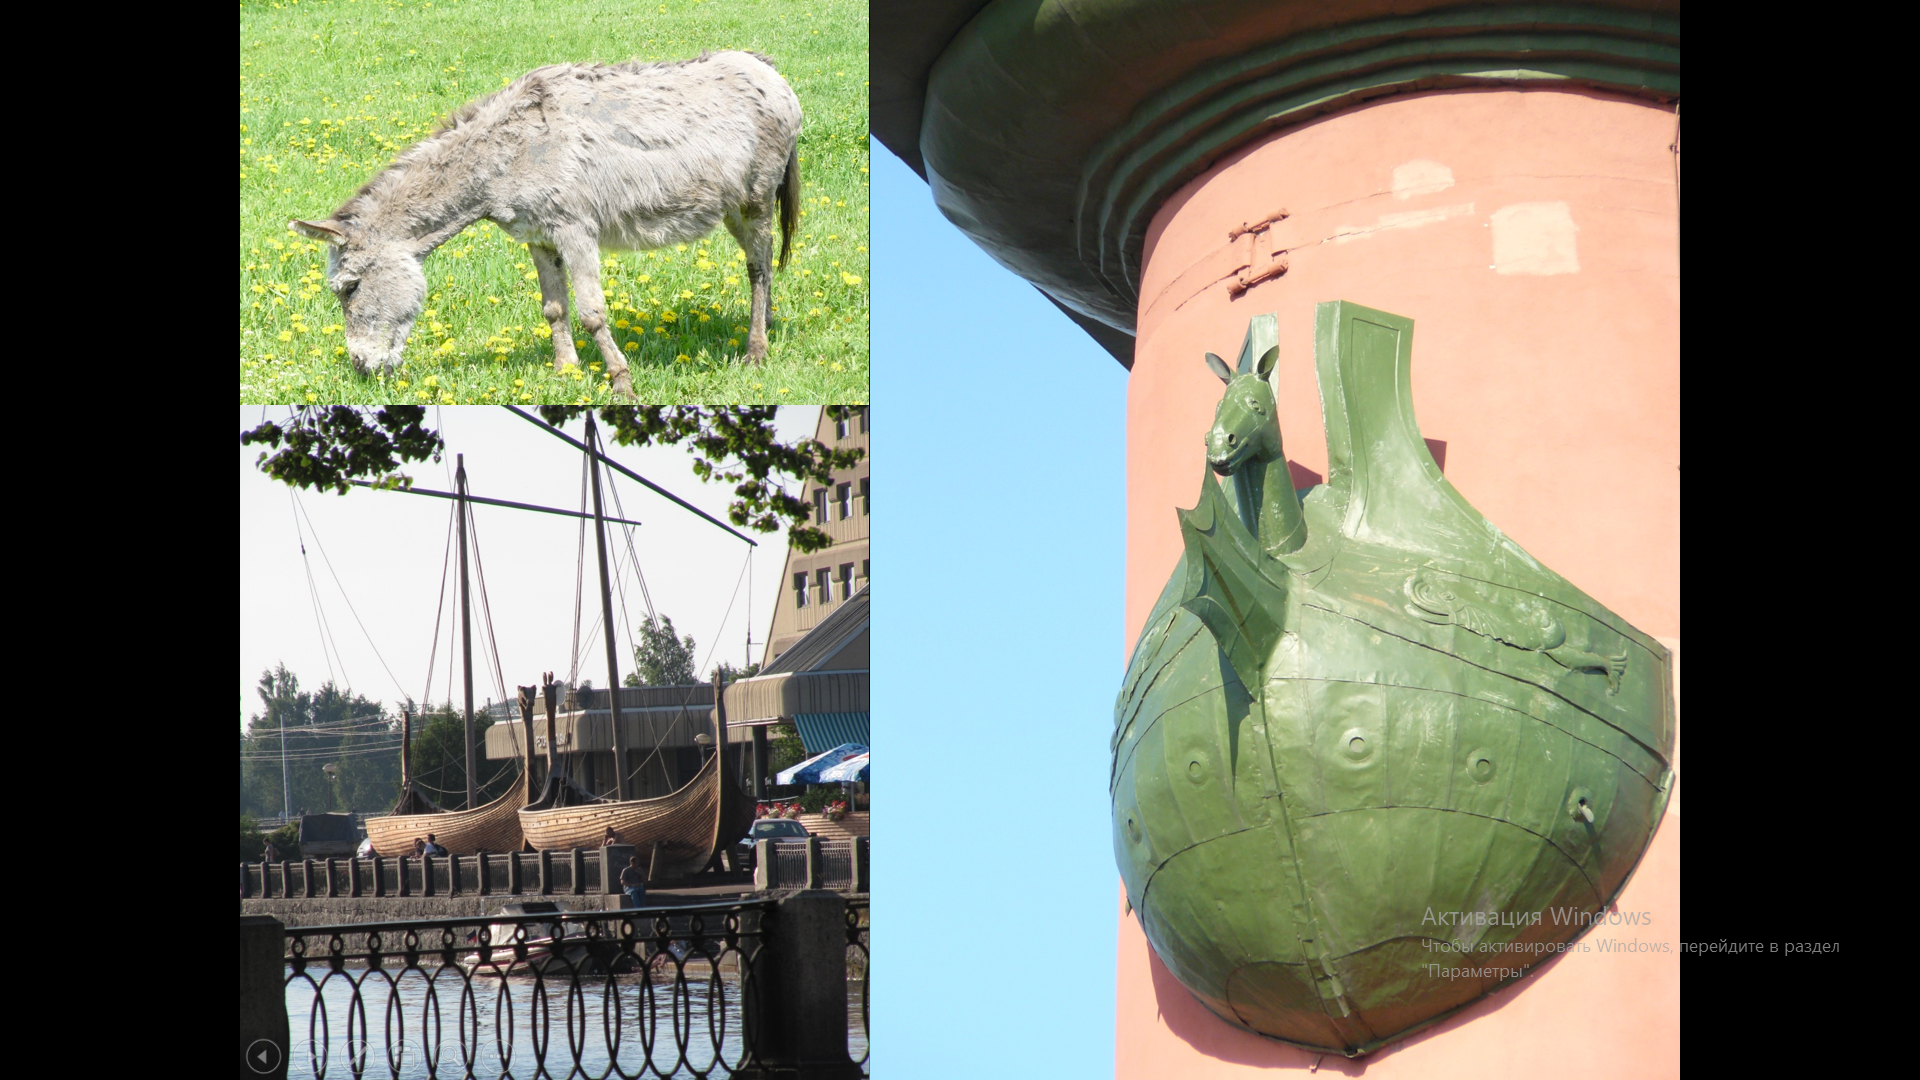 Активация Windows
Чтобы активировать Windows, перейдите в раздел
"Параметры".